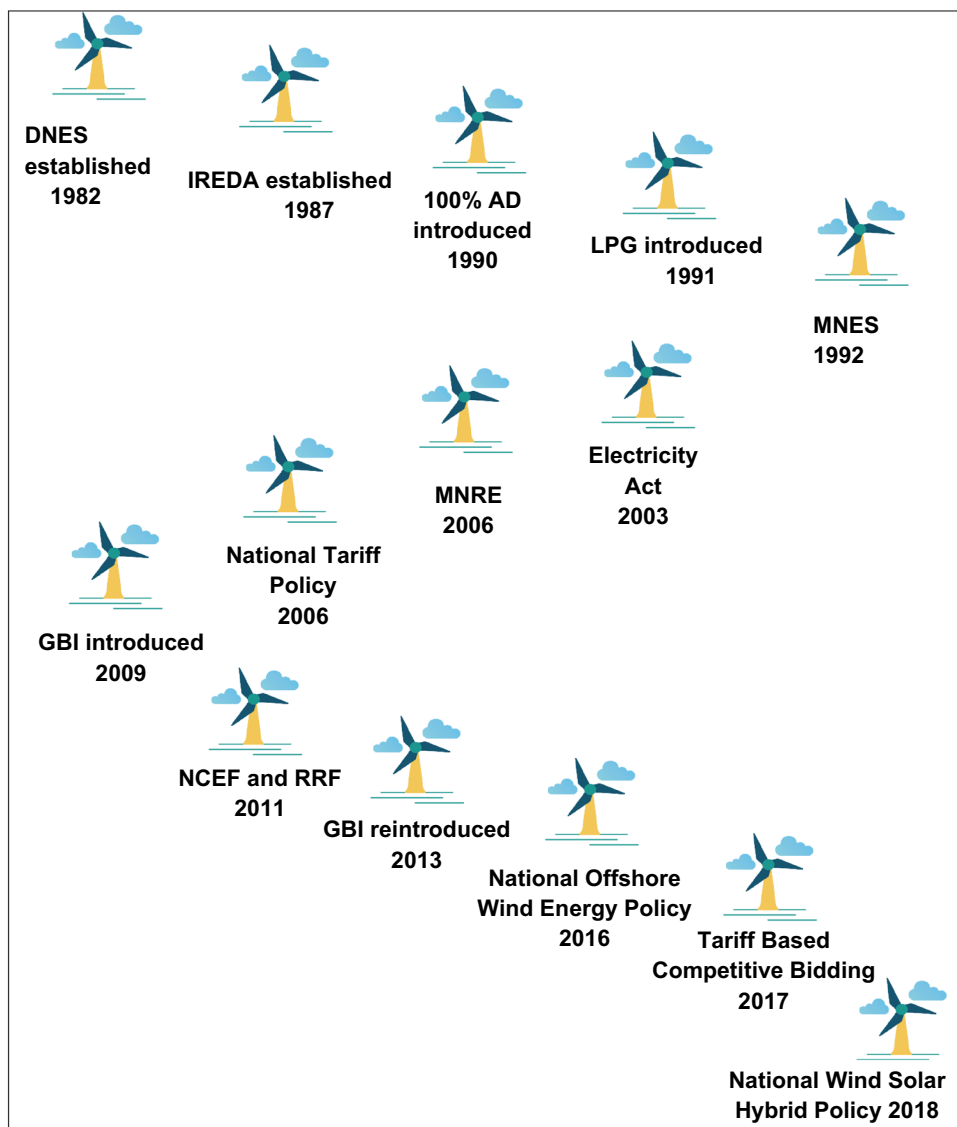 DNES
established
1982
IREDA established
1987
100% AD
introduced
1990
LPG introduced
1991
MNES
1992
Electricity
Act
2003
MNRE
2006
National Tariff
Policy
2006
GBI introduced
2009
NCEF and RRF
2011
GBI reintroduced
2013
National Offshore
Wind Energy Policy
2016
Tariff Based
Competitive Bidding
2017
National Wind Solar
Hybrid Policy 2018